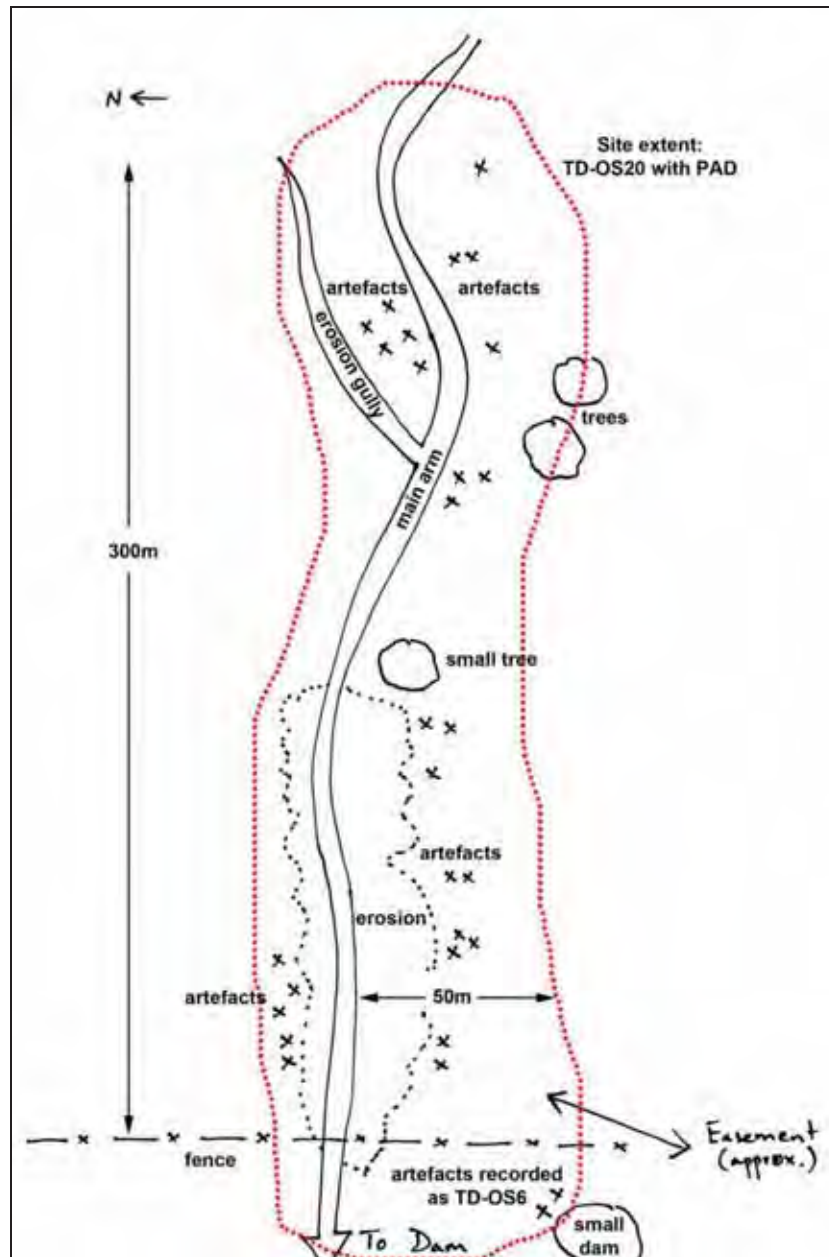 N
Site extent:
TD-OS20 with PAD
artefacts
artefacts
erosion gully
trees
main arm
300m
small tree
artefacts
erosion
artefacts
50m
Easement
(approx.)
fence
artefacts recorded
as TD-OS6
To Dam
small
dam